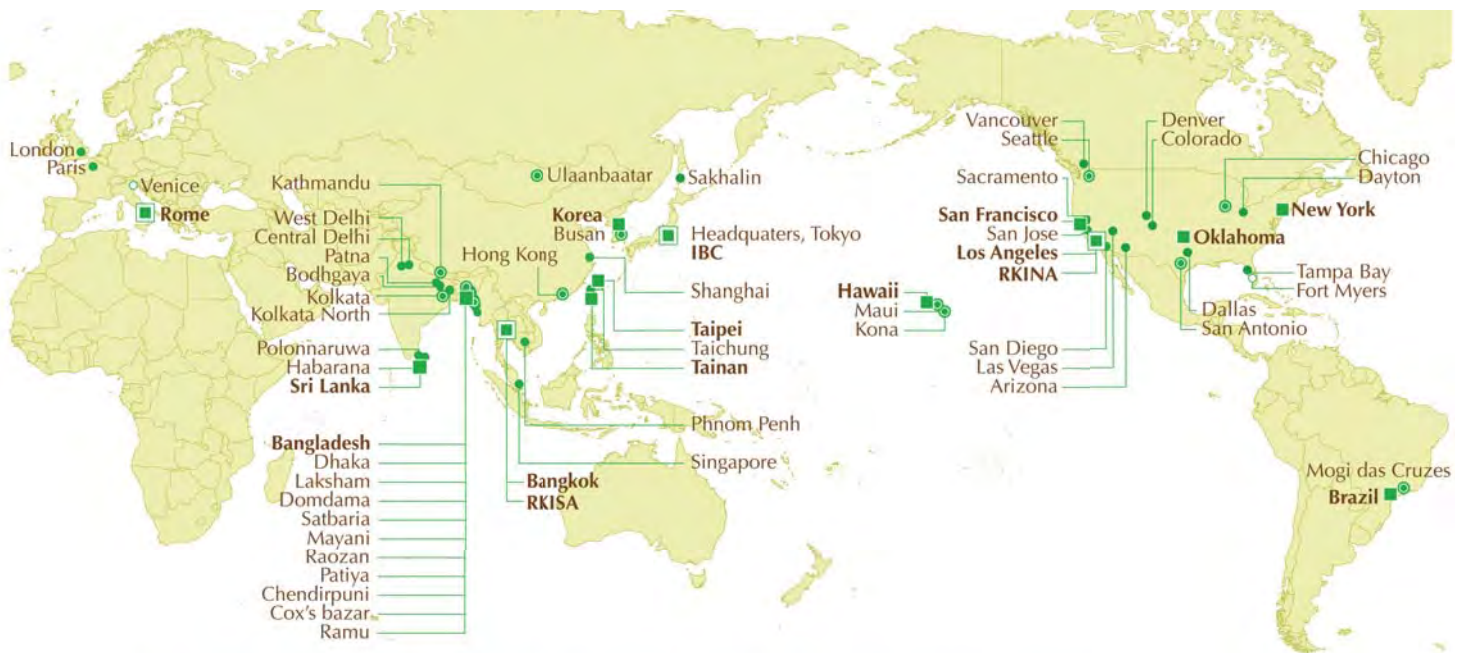 London
Paris
Venice
Rome
Kathmandu
West Delhi
Central Delhi
Patna
Bodhgaya
Kolkata
Kolkata North
Polonnaruwa
Habarana
Sri Lanka
Bangladesh
Dhaka
Laksham
Domdama
Satbaria
Mayani
Raozan
Patiya
Chendirpuni
Cox's bazar
Ramu
Ulaanbaatar
Sakhalin
Korea
Busan
Headquaters, Tokyo
IBC
Hong Kong
Shanghai
Taipei
Taichung
Tainan
Phnom Penh
Singapore
Bangkok
RKISA
Hawaii
Maui
Kona
Vancouver
Seattle
Sacramento
San Francisco
San Jose
Los Angeles
RKINA
San Diego
Las Vegas
Arizona
Denver
Colorado
Chicago
Dayton
New York
Oklahoma
Tampa Bay
Fort Myers
Dallas
San Antonio
Mogi das Cruzes
Brazil